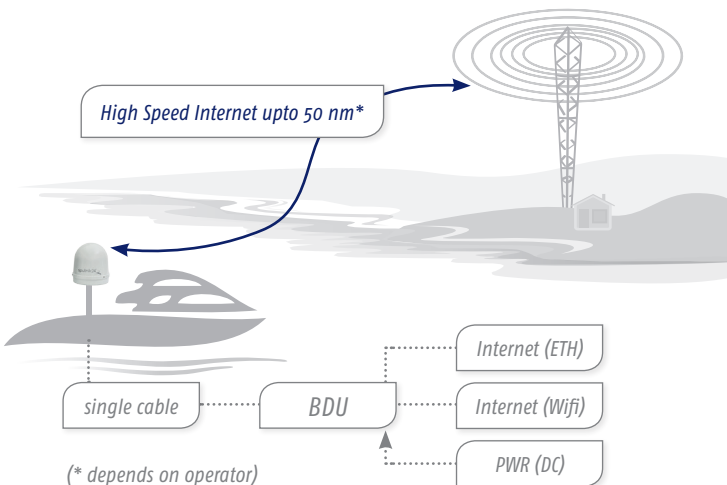 High Speed Internet upto 50 nm*
Internet (ETH)
single cable
BDU
Internet (Wifi)
PWR (DC)
(* depends on operator)